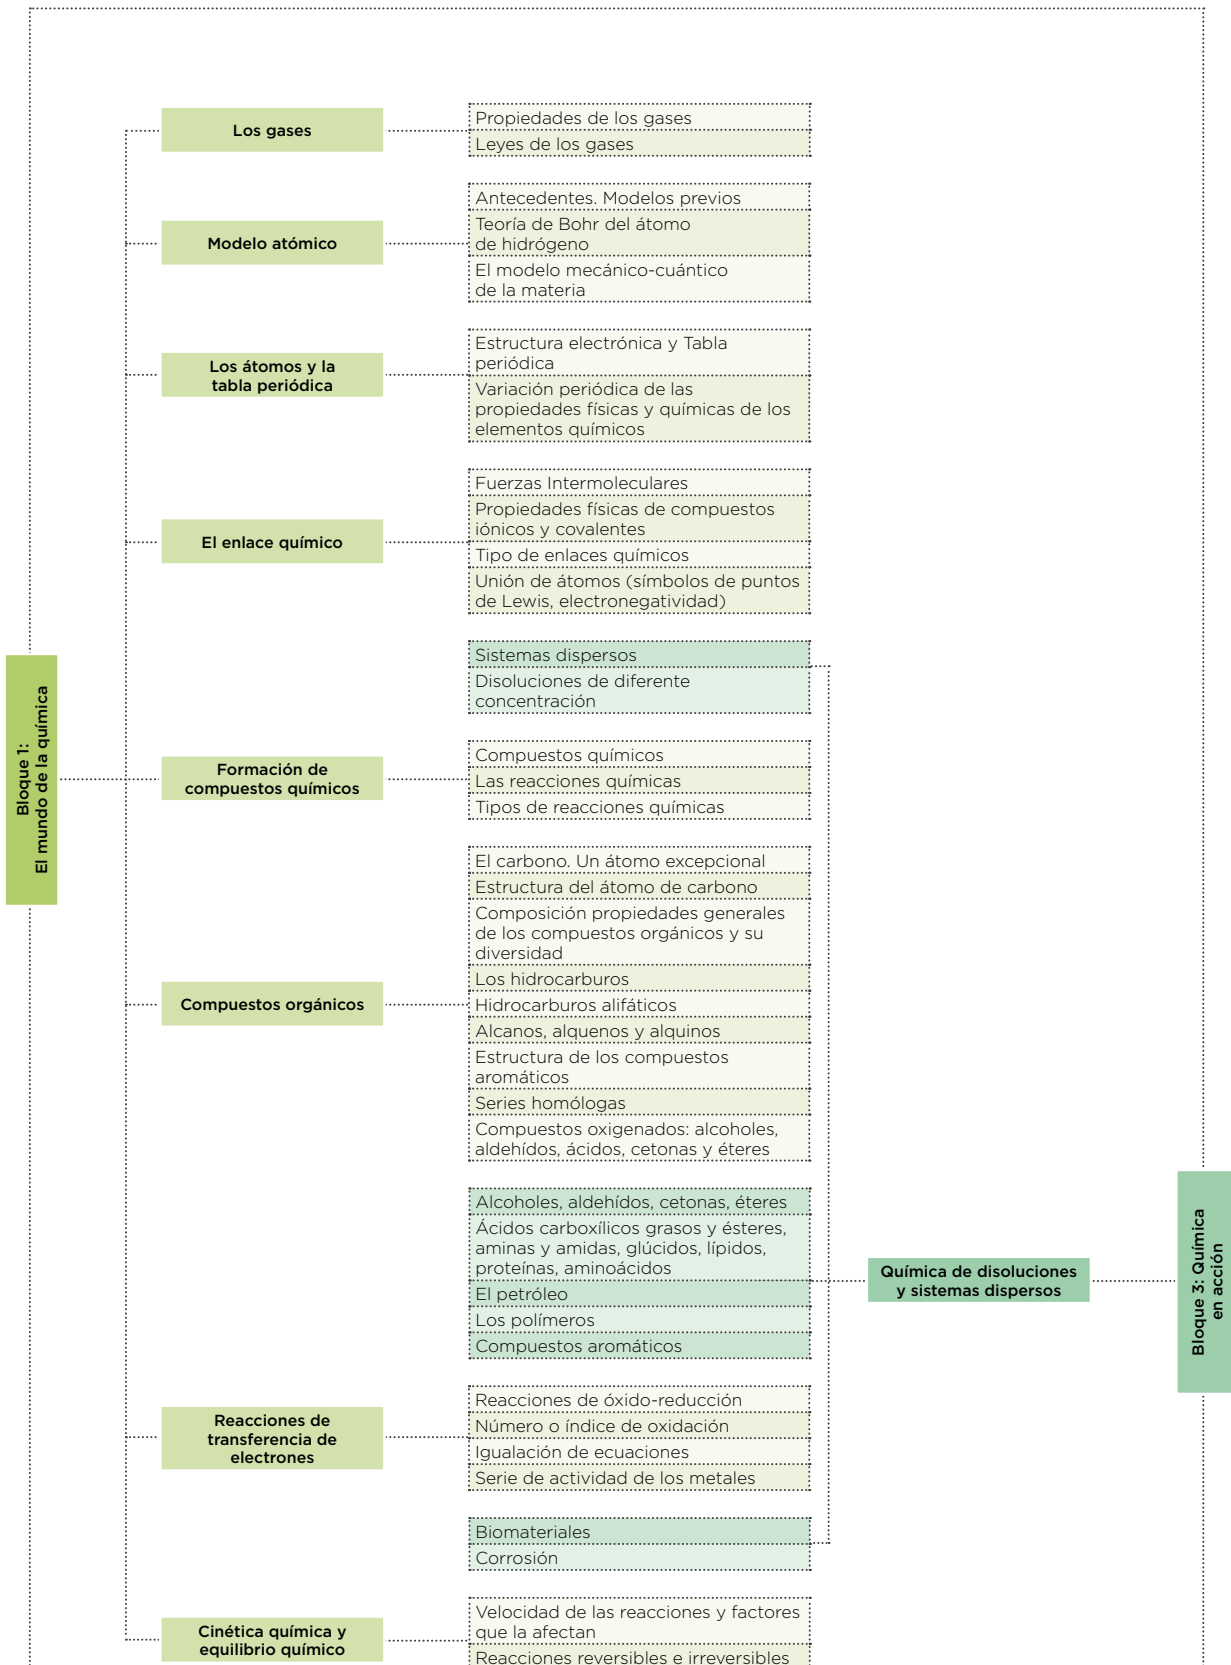 Los gases
Propiedades de los gases
Leyes de los gases
Modelo atómico
Antecedentes. Modelos previos
Teoría de Bohr del átomo
de hidrógeno
El modelo mecánico-cuántico
de la materia
Los átomos y la
tabla periódica
Estructura electrónica y Tabla
periódica
Variación periódica de las
propiedades físicas y químicas de los
elementos químicos
El enlace químico
Fuerzas Intermoleculares
Propiedades físicas de compuestos
iónicos y covalentes
Tipo de enlaces químicos
Unión de átomos (símbolos de puntos
de Lewis, electronegatividad)
Sistemas dispersos
Disoluciones de diferente
concentración
Bloque 1:
El mundo de la química
Formación de
compuestos químicos
Compuestos químicos
Las reacciones químicas
Tipos de reacciones químicas
Compuestos orgánicos
El carbono. Un átomo excepcional
Estructura del átomo de carbono
Composición propiedades generales
de los compuestos orgánicos y su
diversidad
Los hidrocarburos
Hidrocarburos alifáticos
Alcanos, alquenos y alquinos
Estructura de los compuestos
aromáticos
Series homólogas
Compuestos oxigenados: alcoholes,
aldehídos, ácidos, cetonas y éteres
Alcoholes, aldehídos, cetonas, éteres
Ácidos carboxílicos grasos y ésteres,
aminas y amidas, glúcidos, lípidos,
proteínas, aminoácidos
El petróleo
Los polímeros
Compuestos aromáticos
Química de disoluciones
y sistemas dispersos
Bloque 3: Química
en acción
Reacciones de
transferencia de
electrones
Reacciones de óxido-reducción
Número o índice de oxidación
Igualación de ecuaciones
Serie de actividad de los metales
Biomateriales
Corrosión
Cinética química y
equilibrio químico
Velocidad de las reacciones y factores
que la afectan
Reacciones reversibles e irreversibles